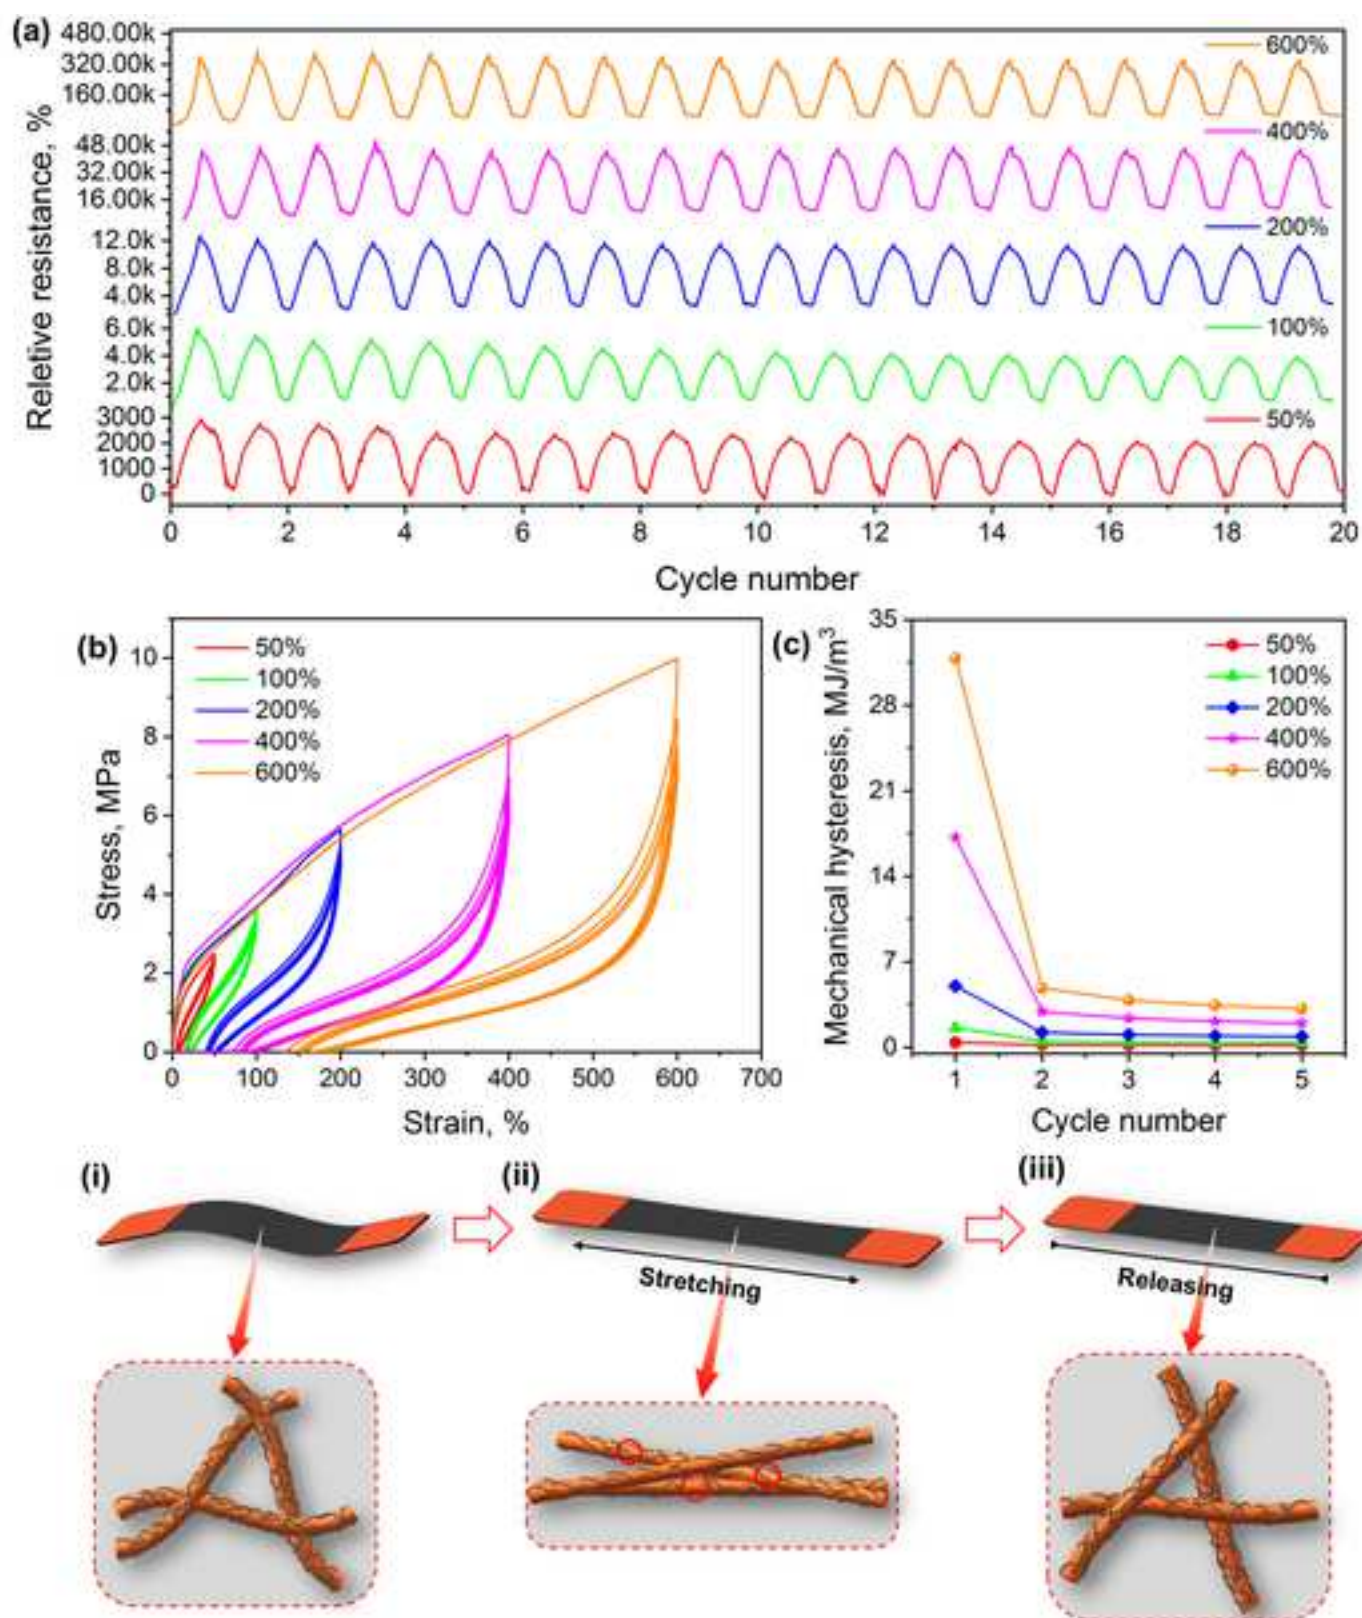 (a)
480.00k
320.00k
160.00k
48.00k
32.00k
16.00k
12.0k
8.0k
4.0k
6.0k
4.0k
2.0k
3000
2000
1000
0
Reletive resistance, %
600%
400%
200%
100%
50%
0 2 4 6 8 10 12 14 16 18 20
Cycle number
(b)
50%
100%
200%
400%
600%
10
8
6
4
2
0
Stress, MPa
0 100 200 300 400 500 600 700
Strain, %
(c)
50%
100%
200%
400%
600%
35
28
21
14
7
0
Mechanical hysteresis, MJ/m³
1 2 3 4 5
Cycle number
(i)
(ii)
Stretching
(iii)
Releasing